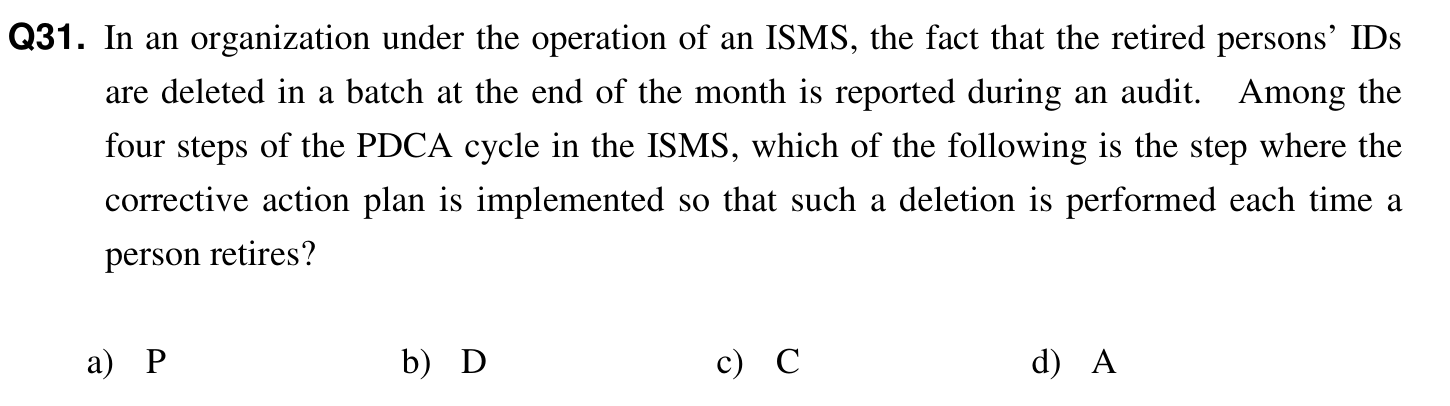 Q31. In an organization under the operation of an ISMS, the fact that the retired persons' IDs
are deleted in a batch at the end of the month is reported during an audit. Among the
four steps of the PDCA cycle in the ISMS, which of the following is the step where the
corrective action plan is implemented so that such a deletion is performed each time a
person retires?
a) P b) D c) C d) A